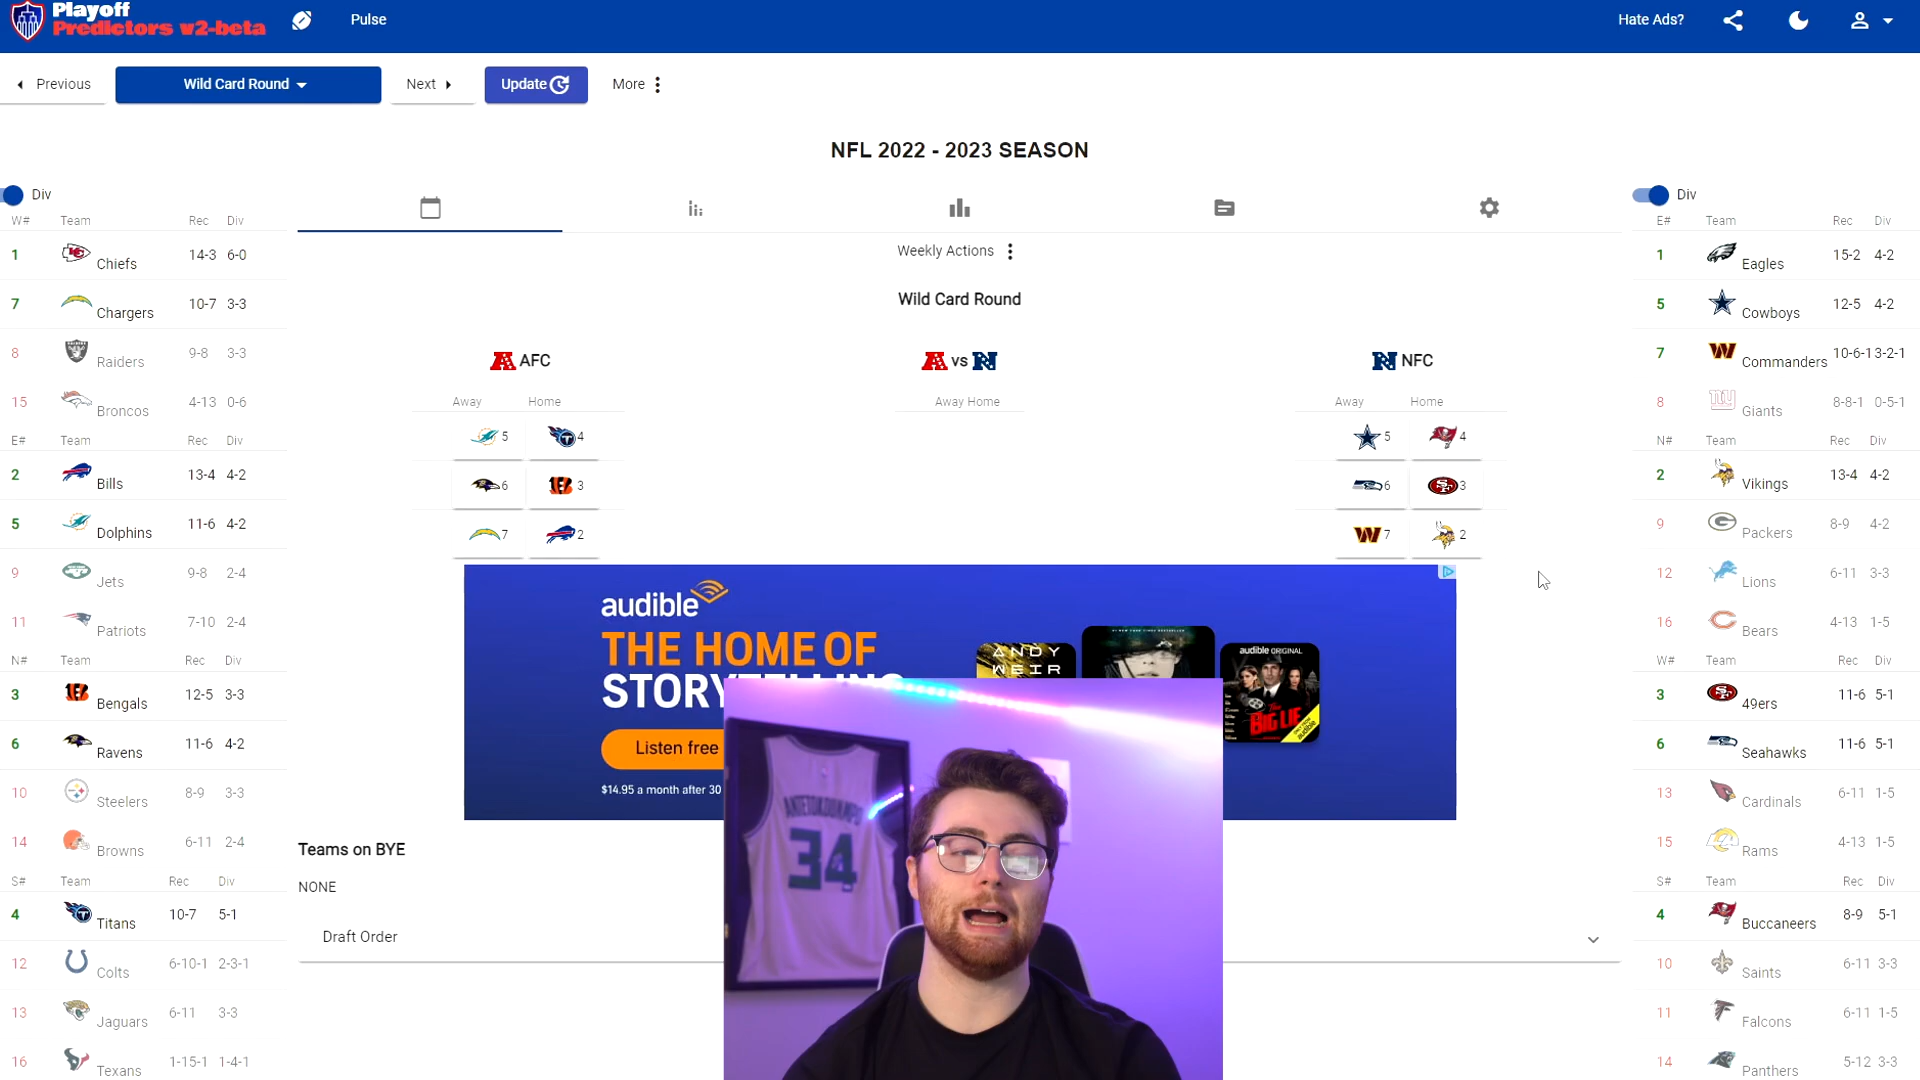 Playoff
Predictors v2-beta
Pulse
Hate Ads?
Previous
Wild Card Round
Next
Update
More
NFL 2022 - 2023 SEASON
Div
W# Team Rec Div
1 Chiefs 14-3 6-0
7 Chargers 10-7 3-3
8 Raiders 9-8 3-3
15 Broncos 4-13 0-6
E# Team Rec Div
2 Bills 13-4 4-2
5 Dolphins 11-6 4-2
9 Jets 9-8 2-4
11 Patriots 7-10 2-4
N# Team Rec Div
3 Bengals 12-5 3-3
6 Ravens 11-6 4-2
10 Steelers 8-9 3-3
14 Browns 6-11 2-4
S# Team Rec Div
4 Titans 10-7 5-1
12 Colts 6-10-1 2-3-1
13 Jaguars 6-11 3-3
16 Texans 1-15-1 1-4-1
Weekly Actions
Wild Card Round
AFC
Away Home
5 4
6 3
7 2
vs
Away Home
NFC
Away Home
5 4
6 3
7 2
audible
THE HOME OF
STORYTELLING
Listen free
$14.95 a month after 30
ANDY
WEIR
audible ORIGINAL
THE
BIG LIE
ANTETOKOUNMPO
34
Teams on BYE
NONE
Draft Order
Div
E# Team Rec Div
1 Eagles 15-2 4-2
5 Cowboys 12-5 4-2
7 Commanders 10-6-1 3-2-1
8 Giants 8-8-1 0-5-1
N# Team Rec Div
2 Vikings 13-4 4-2
9 Packers 8-9 4-2
12 Lions 6-11 3-3
16 Bears 4-13 1-5
W# Team Rec Div
3 49ers 11-6 5-1
6 Seahawks 11-6 5-1
13 Cardinals 6-11 1-5
15 Rams 4-13 1-5
S# Team Rec Div
4 Buccaneers 8-9 5-1
10 Saints 6-11 3-3
11 Falcons 6-11 1-5
14 Panthers 5-12 3-3